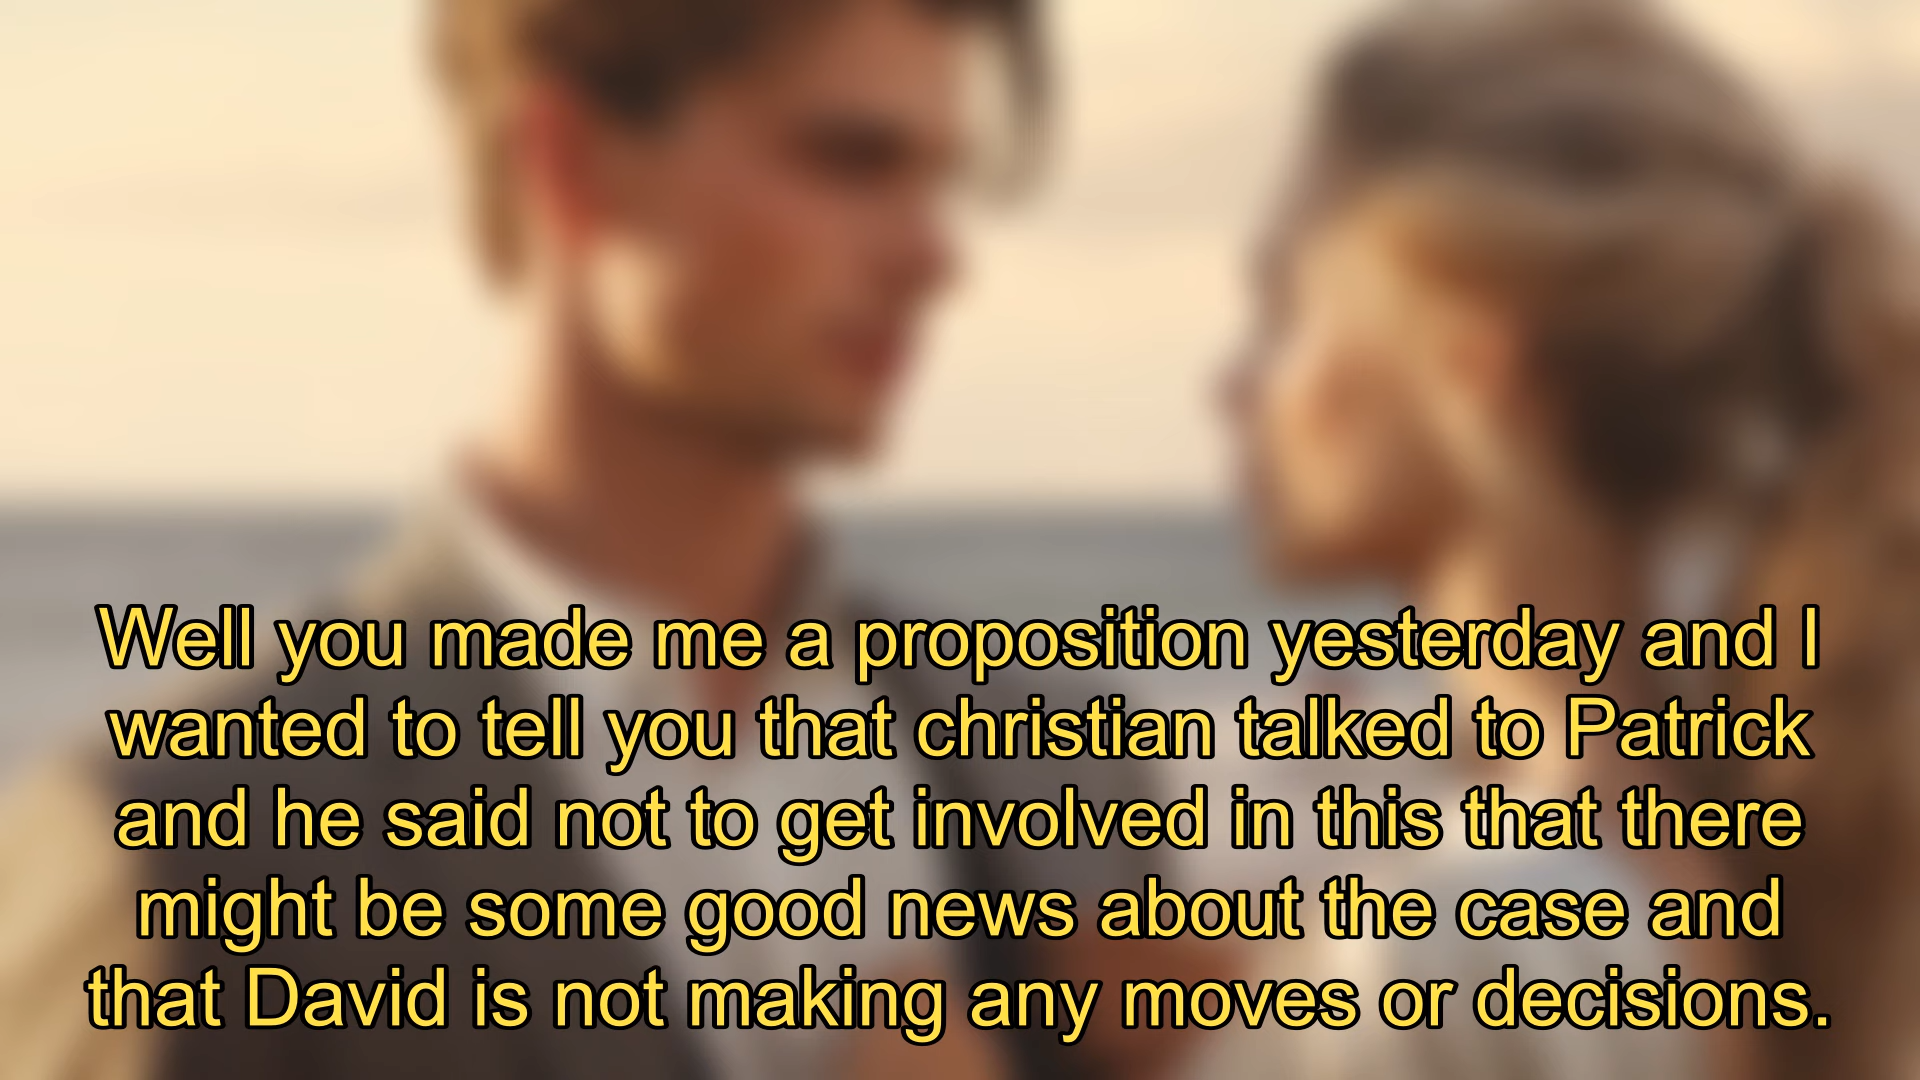 Well you made me a proposition yesterday and I
wanted to tell you that christian talked to Patrick
and he said not to get involved in this that there
might be some good news about the case and
that David is not making any moves or decisions.